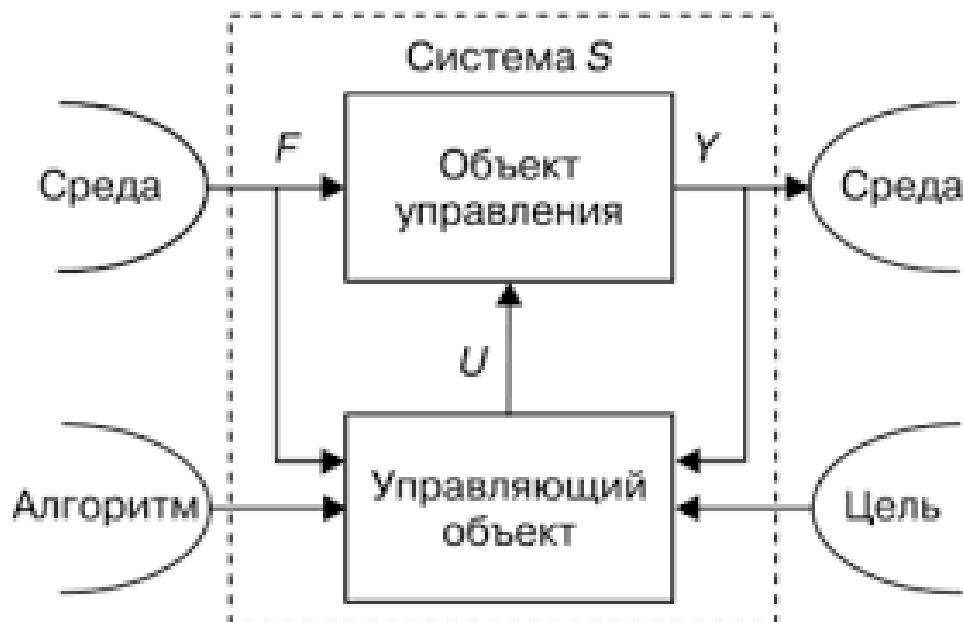 Система S
F
Y
Среда
Объект
управления
Среда
U
Алгоритм
Управляющий
объект
Цель